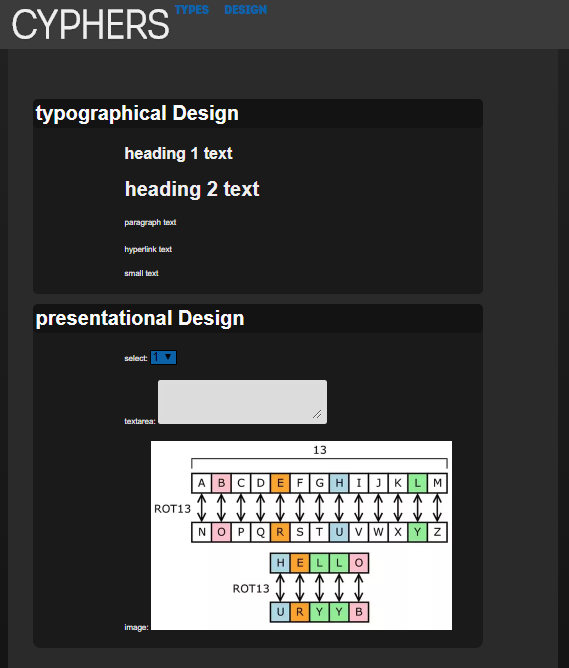 CYPHERS TYPES DESIGN
typographical Design
heading 1 text
heading 2 text
paragraph text
hyperlink text
small text
presentational Design
select: 1
textarea:
13
A B C D E F G H I J K L M
ROT13
N O P Q R S T U V W X Y Z
H E L L O
ROT13
U R Y Y B
image: